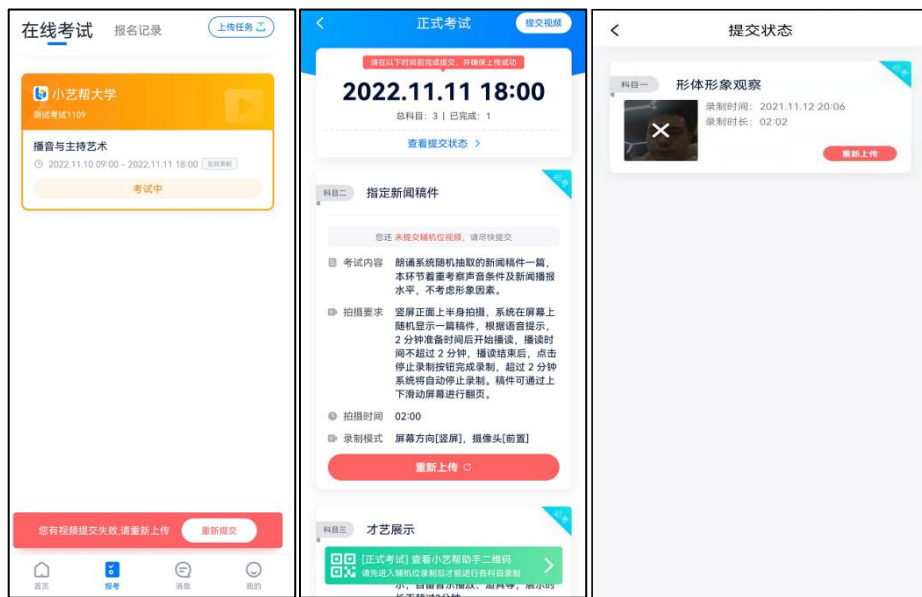 在线考试
报名记录
上传任务
小艺帮大学
测试考试1109
播音与主持艺术
2022.11.10 09:00 - 2022.11.11 18:00 在线录制
考试中
您有视频提交失败,请重新上传
重新提交
首页
报考
消息
我的
正式考试
提交视频
请在以下时间前完成提交，并确保上传成功
2022.11.11 18:00
总科目: 3 | 已完成: 1
查看提交状态
必考
科目二
指定新闻稿件
您还 未提交辅机位视频，请尽快提交
考试内容
朗诵系统随机抽取的新闻稿件一篇，
本环节着重考察声音条件及新闻播报
水平，不考虑形象因素。
拍摄要求
竖屏正面上半身拍摄，系统在屏幕上
随机显示一篇稿件，根据语音提示，
2 分钟准备时间后开始播读，播读时
间不超过 2 分钟，播读结束后，点击
停止录制按钮完成录制，超过 2 分钟
系统将自动停止录制。稿件可通过上
下滑动屏幕进行翻页。
拍摄时间
02:00
录制模式
屏幕方向[竖屏]，摄像头[前置]
重新上传
必考
科目三
才艺展示
[正式考试] 查看小艺帮助手二维码
请先进入辅机位录制后才能进行各科目录制
提交状态
必考
科目一
形体形象观察
录制时间: 2021.11.12 20:06
录制时长: 02:02
重新上传